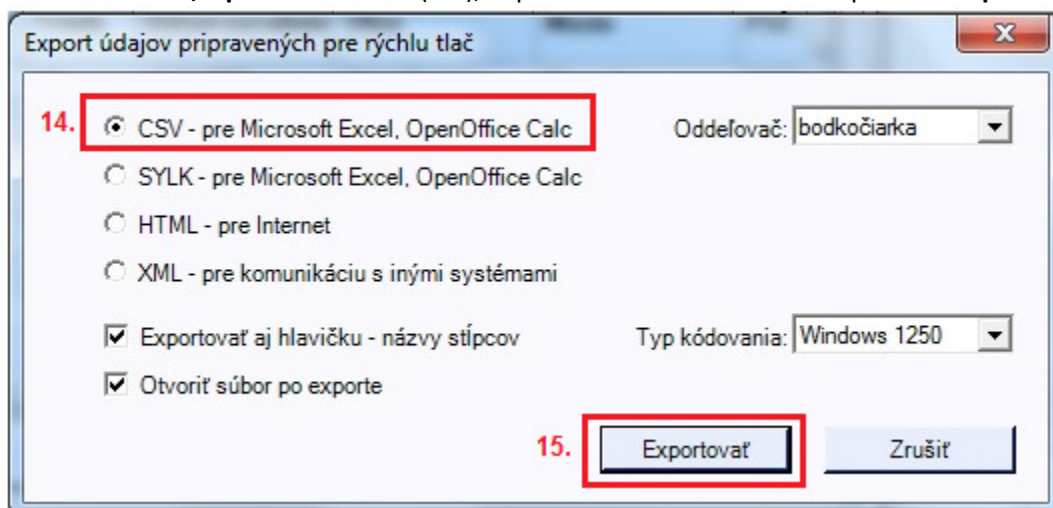 Export údajov pripravených pre rýchlu tlač
14. CSV - pre Microsoft Excel, OpenOffice Calc Oddeľovač: bodkočiarka
SYLK - pre Microsoft Excel, OpenOffice Calc
HTML - pre Internet
XML - pre komunikáciu s inými systémami
Exportovať aj hlavičku - názvy stĺpcov Typ kódovania: Windows 1250
Otvoriť súbor po exporte
15. Exportovať Zrušiť